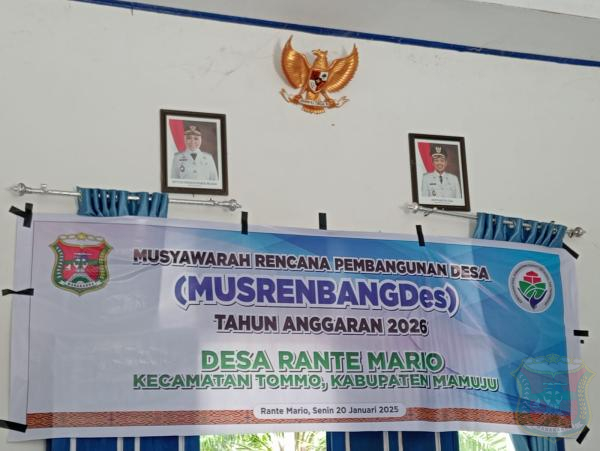 MUSYAWARAH RENCANA PEMBANGUNAN DESA
(MUSRENBANGDes)
TAHUN ANGGARAN 2026
DESA RANTE MARIO
KECAMATAN TOMMO, KABUPATEN MAMUJU
Rante Mario, Senin 20 Januari 2025